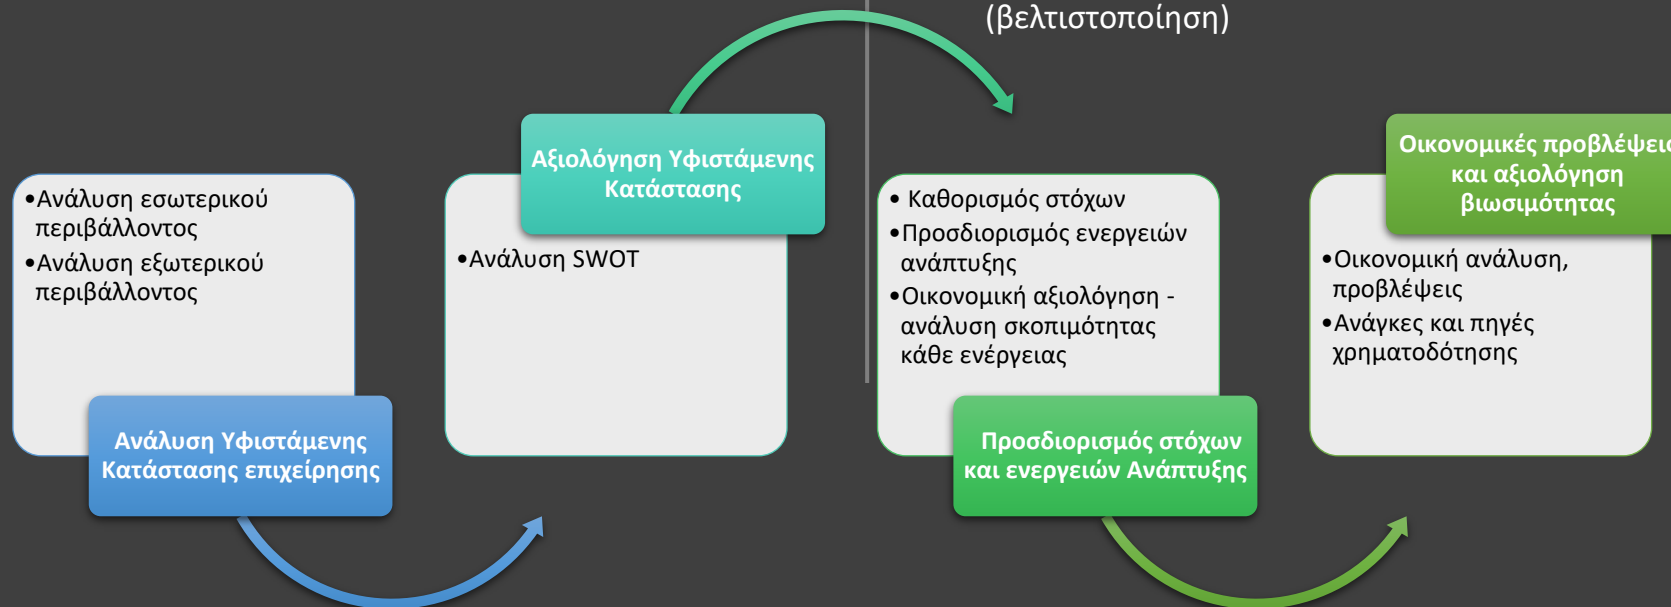 (βελτιστοποίηση)
•Ανάλυση εσωτερικού
περιβάλλοντος
•Ανάλυση εξωτερικού
περιβάλλοντος
Ανάλυση Υφιστάμενης
Κατάστασης επιχείρησης
Αξιολόγηση Υφιστάμενης
Κατάστασης
•Ανάλυση SWOT
• Καθορισμός στόχων
•Προσδιορισμός ενεργειών
ανάπτυξης
•Οικονομική αξιολόγηση -
ανάλυση σκοπιμότητας
κάθε ενέργειας
Προσδιορισμός στόχων
και ενεργειών Ανάπτυξης
Οικονομικές προβλέψεις
και αξιολόγηση
βιωσιμότητας
•Οικονομική ανάλυση,
προβλέψεις
•Ανάγκες και πηγές
χρηματοδότησης